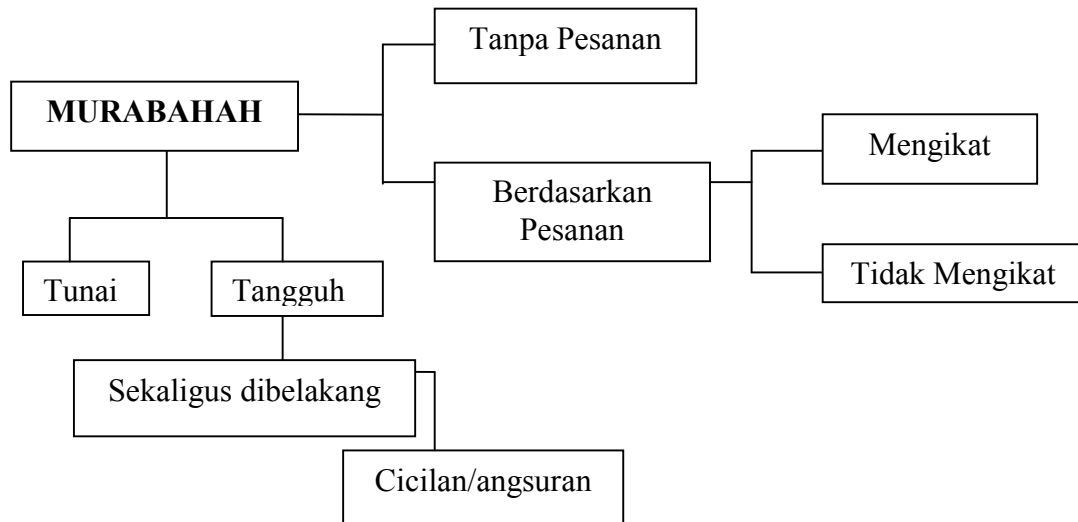 Tanpa Pesanan
MURABAHAH
Mengikat
Berdasarkan
Pesanan
Tidak Mengikat
Tunai
Tangguh
Sekaligus dibelakang
Cicilan/angsuran